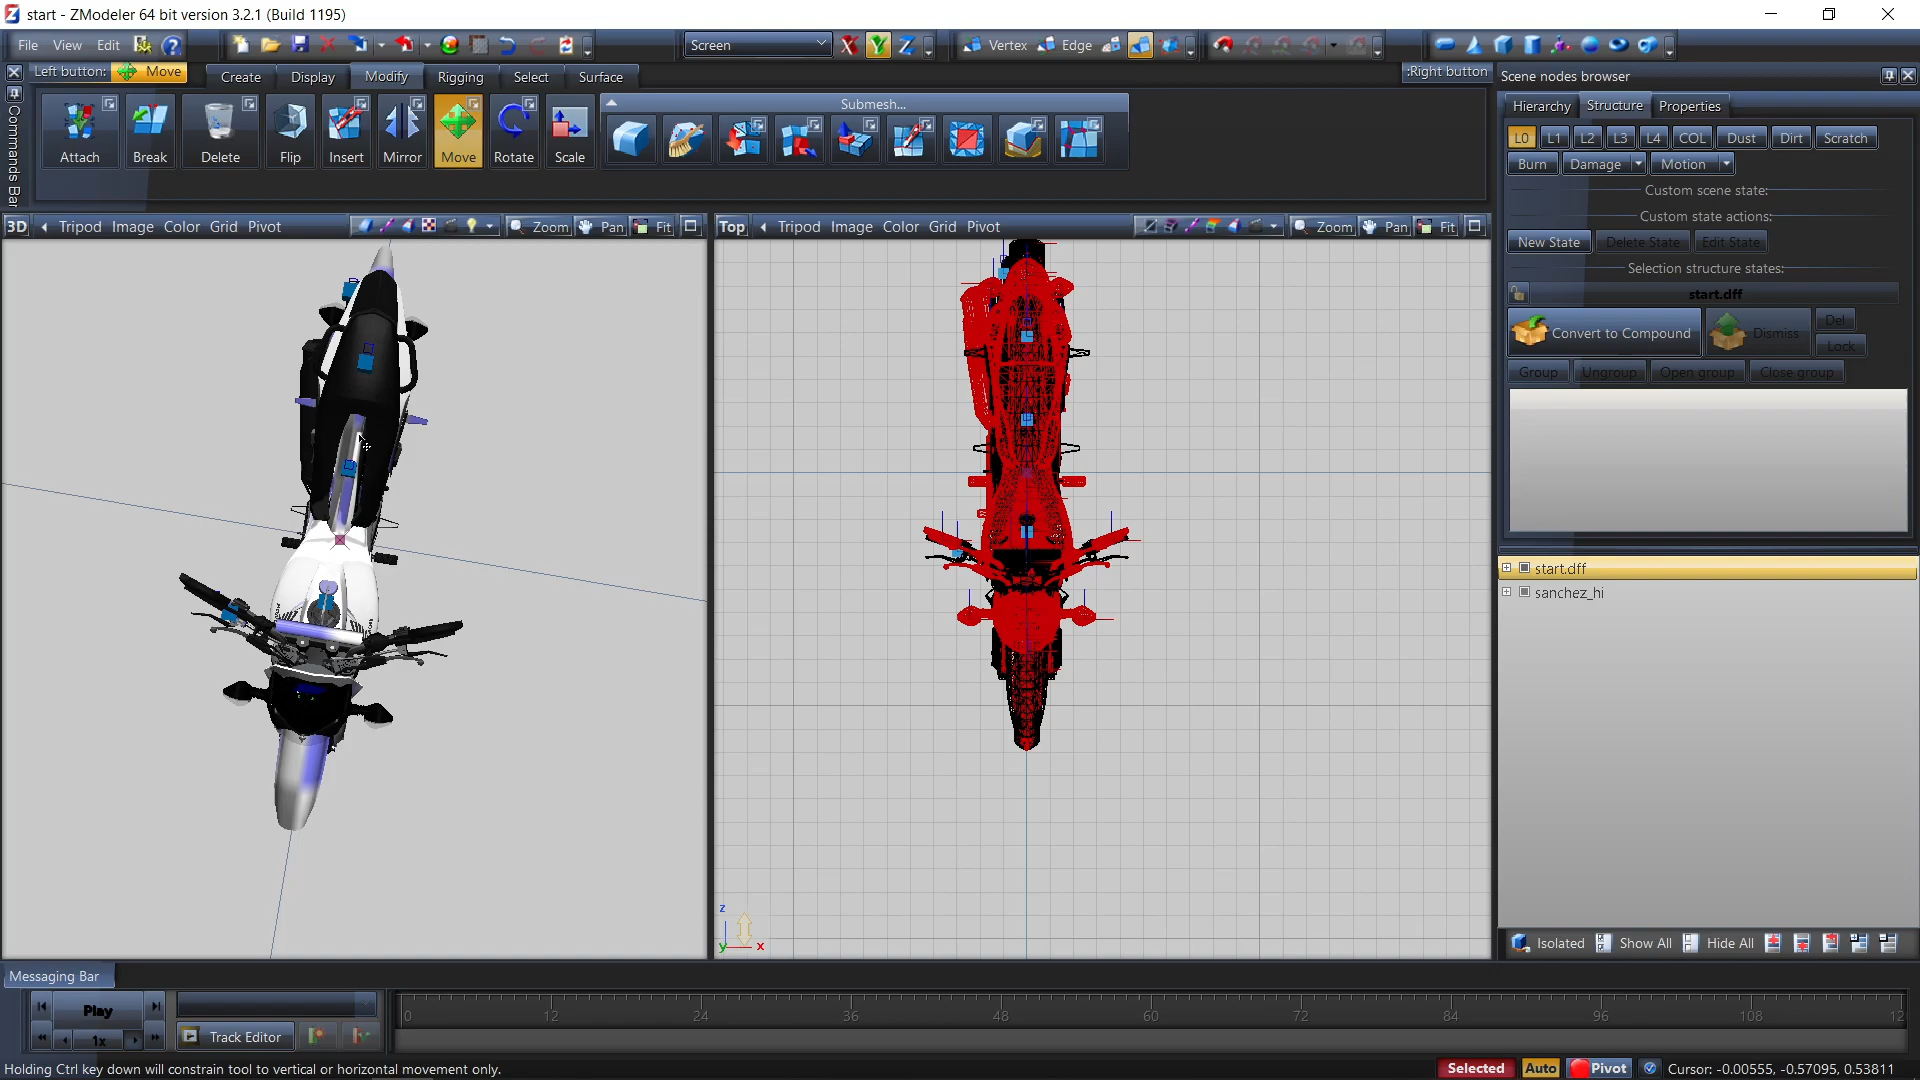 start - ZModeler 64 bit version 3.2.1 (Build 1195)
File View Edit
Screen
X Y Z
Vertex Edge
Left button: Move
Create Display Modify Rigging Select Surface
:Right button
Scene nodes browser
Commands Bar
Submesh...
Attach Break Delete Flip Insert Mirror Move Rotate Scale
Hierarchy Structure Properties
L0 L1 L2 L3 L4 COL Dust Dirt Scratch
Burn Damage Motion
Custom scene state:
Custom state actions:
New State Delete State Edit State
Selection structure states:
start.dff
Convert to Compound Dismiss Del
Lock
Group Ungroup Open group Close group
3D Tripod Image Color Grid Pivot Zoom Pan Fit
Top Tripod Image Color Grid Pivot Zoom Pan Fit
start.dff
sanchez_hi
z
y x
Isolated Show All Hide All
Messaging Bar
Play
1x
Track Editor
0 12 24 36 48 60 72 84 96 108 12
Holding Ctrl key down will constrain tool to vertical or horizontal movement only.
Selected Auto Pivot Cursor: -0.00555, -0.57095, 0.53811